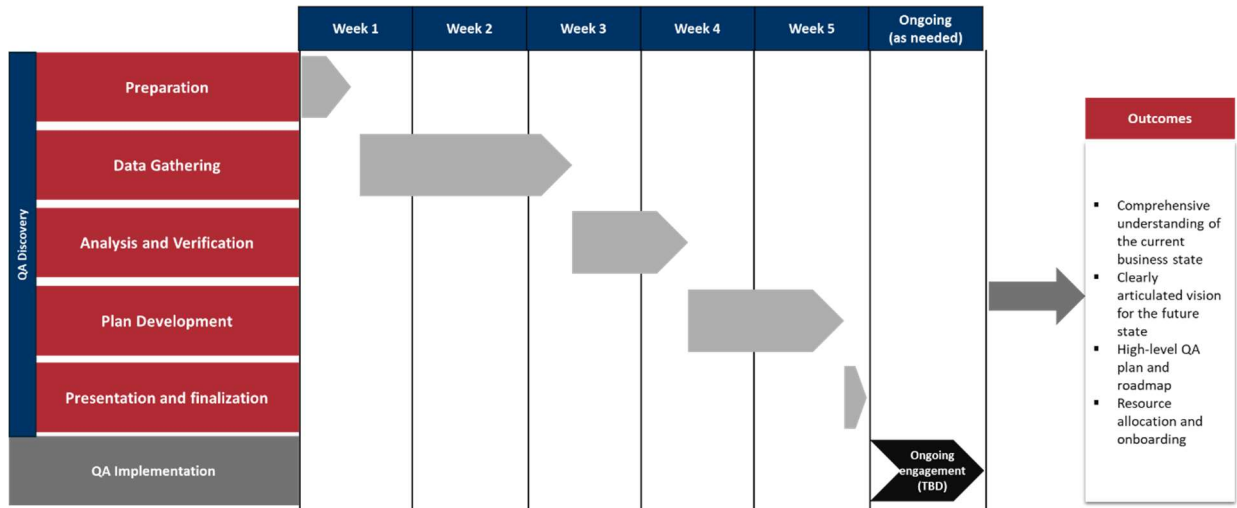 Week 1
Week 2
Week 3
Week 4
Week 5
Ongoing
(as needed)
QA Discovery
Preparation
Data Gathering
Analysis and Verification
Plan Development
Presentation and finalization
QA Implementation
Ongoing
engagement
(TBD)
Outcomes
▪ Comprehensive
understanding of
the current
business state
▪ Clearly
articulated vision
for the future
state
▪ High-level QA
plan and
roadmap
▪ Resource
allocation and
onboarding